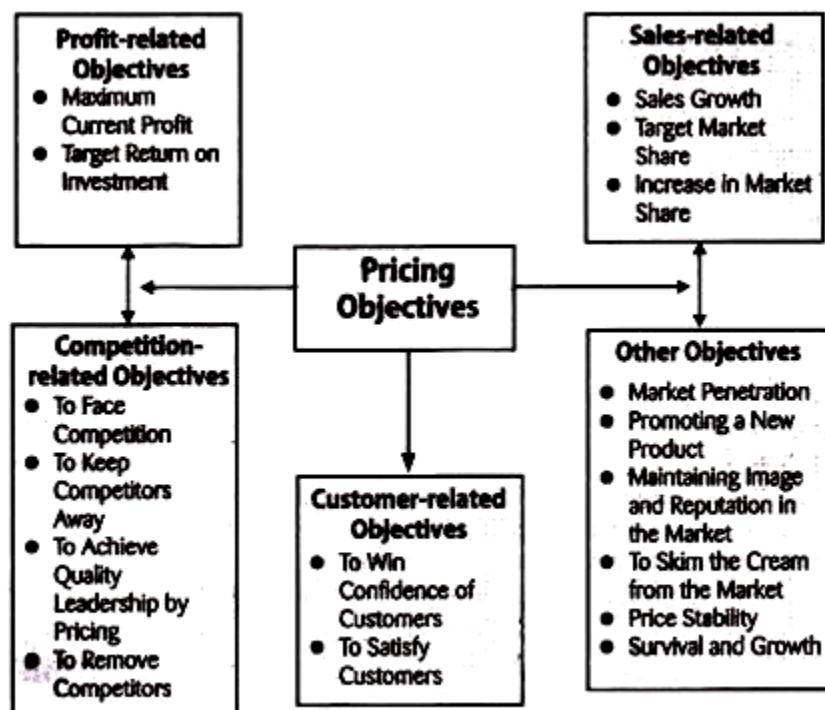 Profit-related
Objectives
● Maximum
Current Profit
● Target Return on
Investment
Sales-related
Objectives
● Sales Growth
● Target Market
Share
● Increase in Market
Share
Pricing
Objectives
Competition-
related Objectives
● To Face
Competition
● To Keep
Competitors
Away
● To Achieve
Quality
Leadership by
Pricing
● To Remove
Competitors
Customer-related
Objectives
● To Win
Confidence of
Customers
● To Satisfy
Customers
Other Objectives
● Market Penetration
● Promoting a New
Product
● Maintaining Image
and Reputation in
the Market
● To Skim the Cream
from the Market
● Price Stability
● Survival and Growth